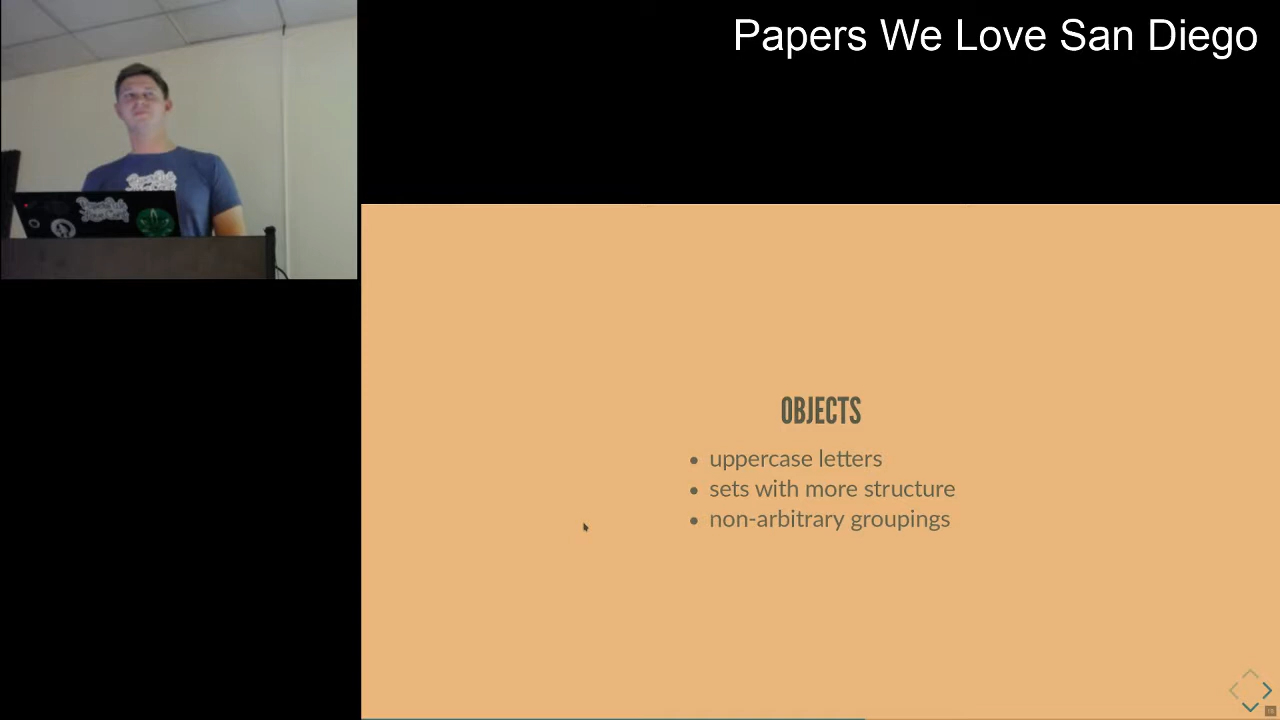 Papers We Love San Diego
OBJECTS
uppercase letters
sets with more structure
non-arbitrary groupings